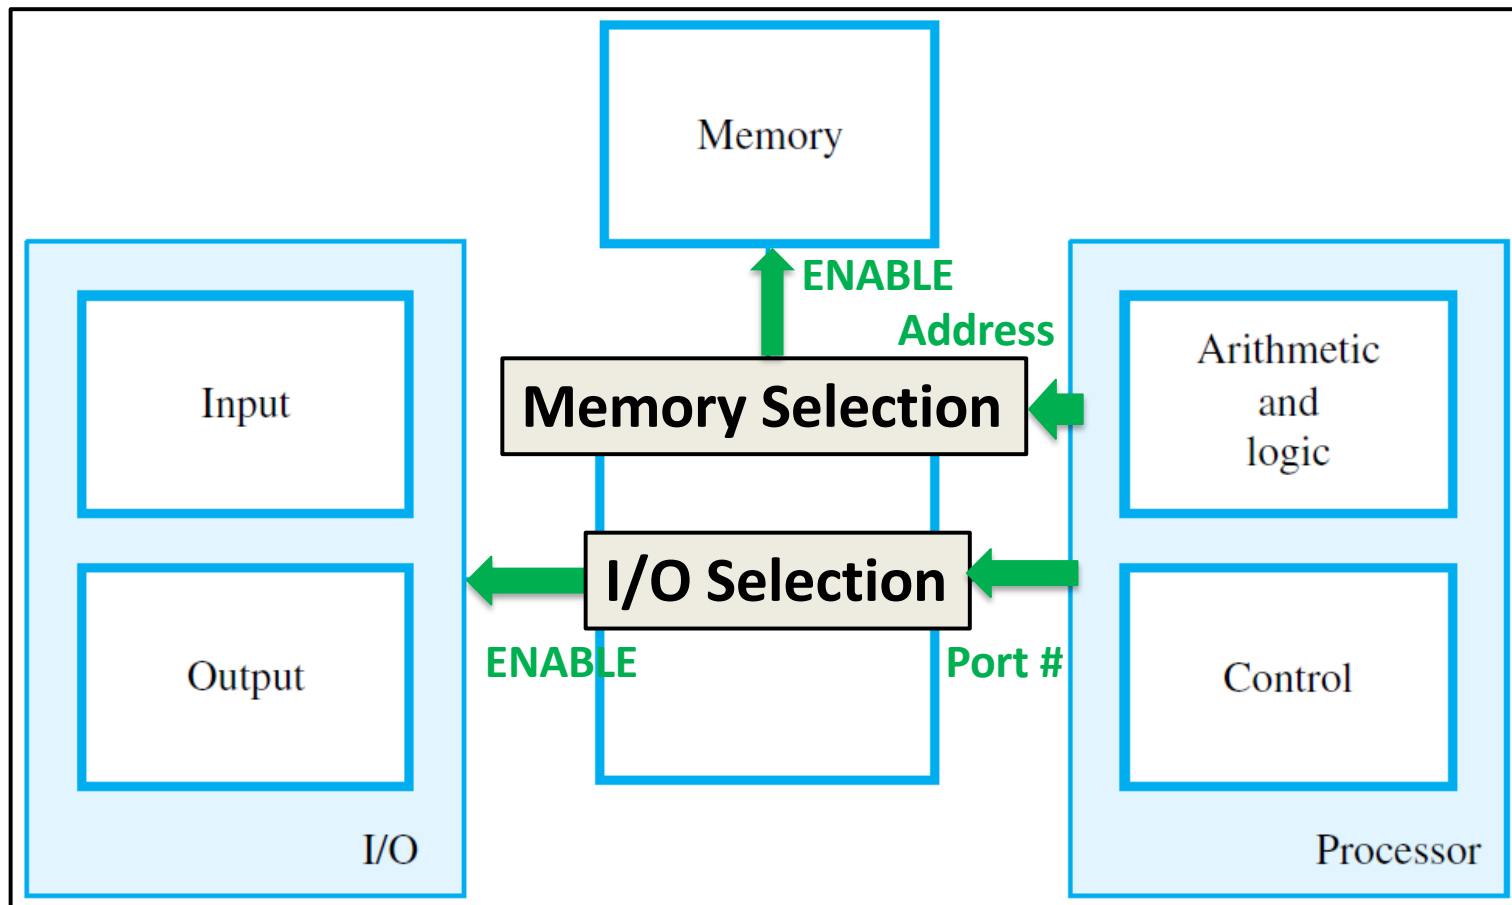 Memory
ENABLE
Address
Memory Selection
Input
Arithmetic
and
logic
I/O Selection
ENABLE
Port #
Output
Control
I/O
Processor